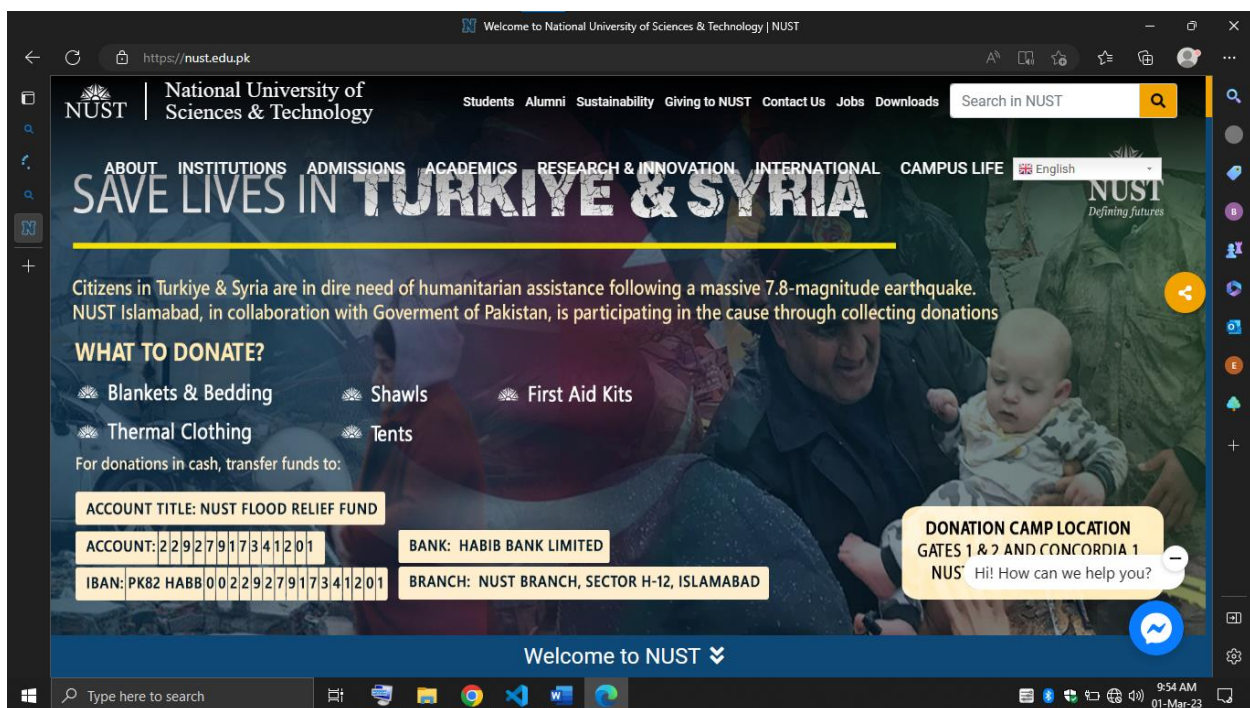 Welcome to National University of Sciences & Technology | NUST
https://nust.edu.pk
NUST
National University of
Sciences & Technology
Students Alumni Sustainability Giving to NUST Contact Us Jobs Downloads
Search in NUST
ABOUT INSTITUTIONS ADMISSIONS ACADEMICS RESEARCH & INNOVATION INTERNATIONAL CAMPUS LIFE
English
SAVE LIVES IN TURKIYE & SYRIA
NUST
Defining futures
Citizens in Turkiye & Syria are in dire need of humanitarian assistance following a massive 7.8-magnitude earthquake.
NUST Islamabad, in collaboration with Goverment of Pakistan, is participating in the cause through collecting donations
WHAT TO DONATE?
Blankets & Bedding Shawls First Aid Kits
Thermal Clothing Tents
For donations in cash, transfer funds to:
ACCOUNT TITLE: NUST FLOOD RELIEF FUND
ACCOUNT: 22927917341201
BANK: HABIB BANK LIMITED
IBAN: PK82 HABB0022927917341201
BRANCH: NUST BRANCH, SECTOR H-12, ISLAMABAD
DONATION CAMP LOCATION
GATES 1 & 2 AND CONCORDIA 1
NUS
Hi! How can we help you?
Welcome to NUST
Type here to search
9:54 AM
01-Mar-23